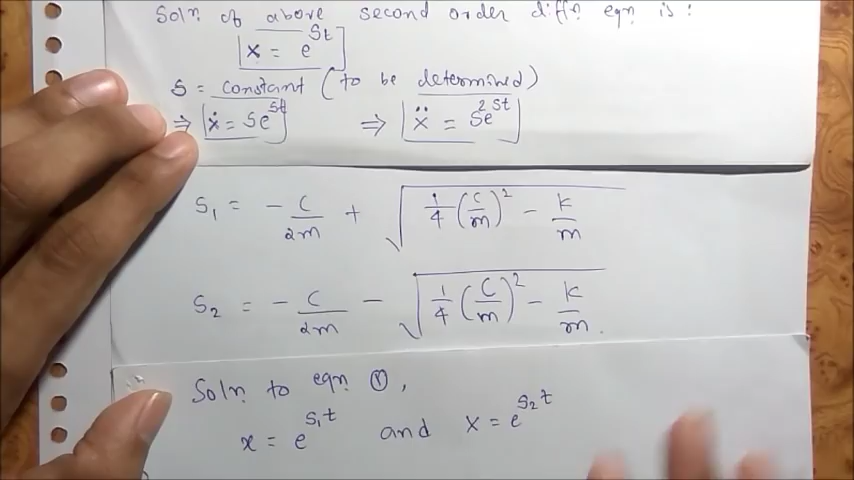 Soln of above second order diffn eqn is:
x = e^{st}
s = constant (to be determined)
⇒ ẋ = se^{st} ⇒ ẍ = s²e^{st}
S₁ = - C/2m + √(1/4 (C/m)² - k/m)
S₂ = - C/2m - √(1/4 (C/m)² - k/m).
Soln to eqn ①,
x = e^{S₁t} and x = e^{S₂t}